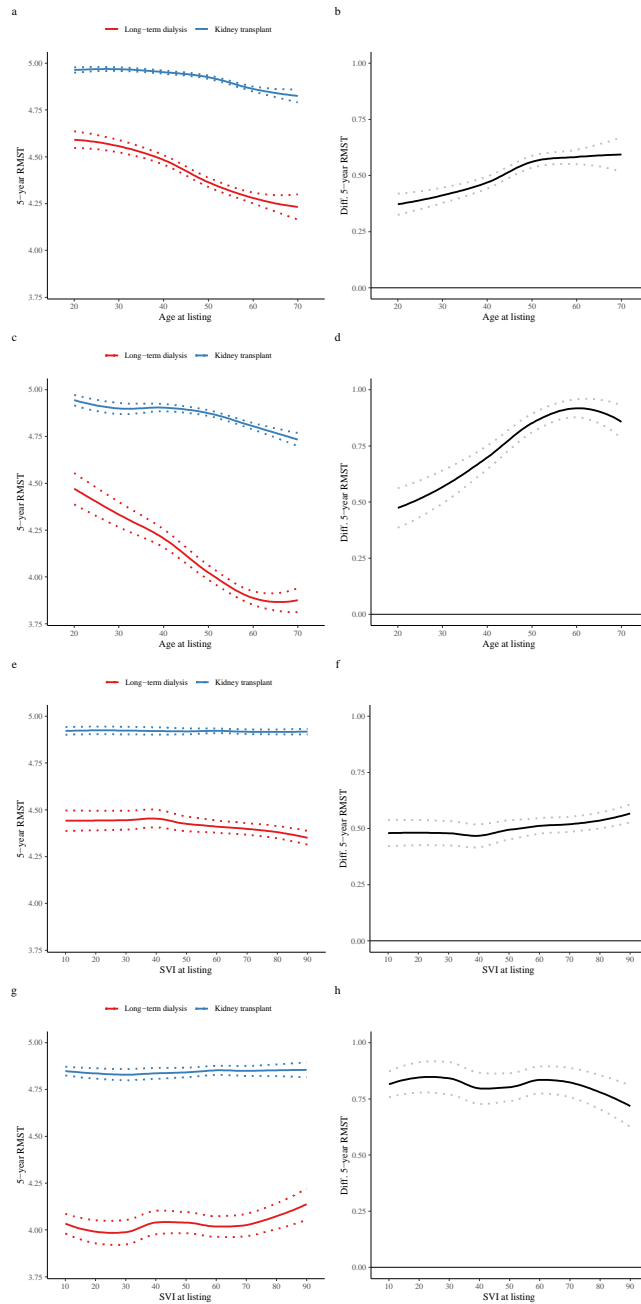 a
b
Long-term dialysis Kidney transplant
5.00
4.75
4.50
4.25
4.00
3.75
5-year RMST
20 30 40 50 60 70
Age at listing
1.00
0.75
0.50
0.25
0.00
Diff. 5-year RMST
20 30 40 50 60 70
Age at listing
c
d
Long-term dialysis Kidney transplant
5.00
4.75
4.50
4.25
4.00
3.75
5-year RMST
20 30 40 50 60 70
Age at listing
1.00
0.75
0.50
0.25
0.00
Diff. 5-year RMST
20 30 40 50 60 70
Age at listing
e
f
Long-term dialysis Kidney transplant
5.00
4.75
4.50
4.25
4.00
3.75
5-year RMST
10 20 30 40 50 60 70 80 90
SVI at listing
1.00
0.75
0.50
0.25
0.00
Diff. 5-year RMST
10 20 30 40 50 60 70 80 90
SVI at listing
g
h
Long-term dialysis Kidney transplant
5.00
4.75
4.50
4.25
4.00
3.75
5-year RMST
10 20 30 40 50 60 70 80 90
SVI at listing
1.00
0.75
0.50
0.25
0.00
Diff. 5-year RMST
10 20 30 40 50 60 70 80 90
SVI at listing